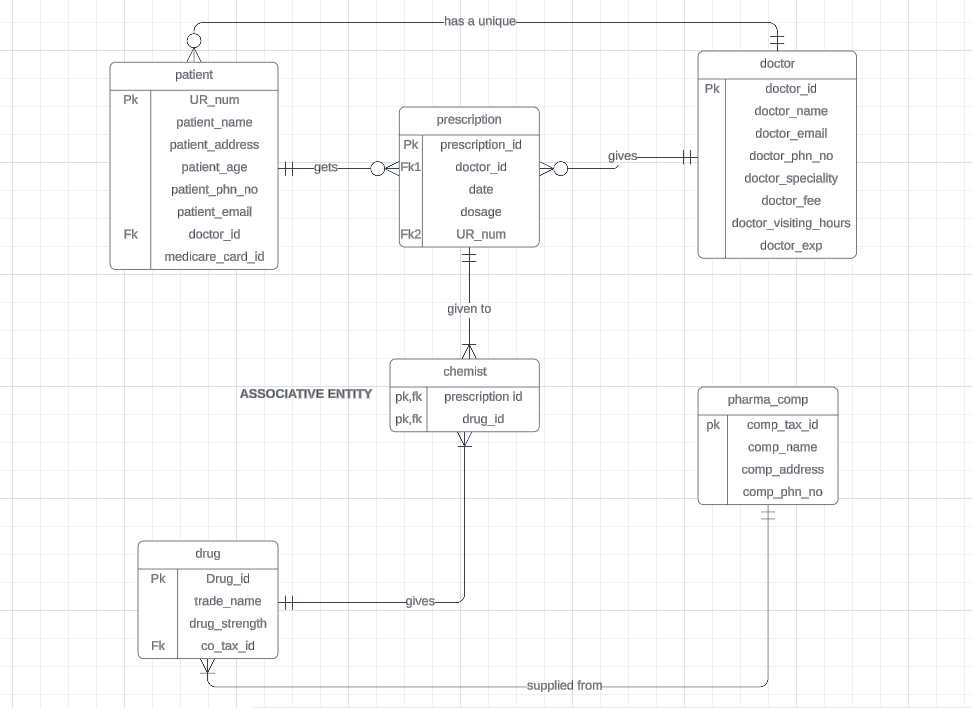 has a unique
patient
Pk UR_num
patient_name
patient_address
patient_age
patient_phn_no
patient_email
Fk doctor_id
medicare_card_id
gets
prescription
Pk prescription_id
Fk1 doctor_id
date
dosage
Fk2 UR_num
gives
doctor
Pk doctor_id
doctor_name
doctor_email
doctor_phn_no
doctor_speciality
doctor_fee
doctor_visiting_hours
doctor_exp
given to
ASSOCIATIVE ENTITY
chemist
pk,fk prescription id
pk,fk drug_id
pharma_comp
pk comp_tax_id
comp_name
comp_address
comp_phn_no
drug
Pk Drug_id
trade_name
drug_strength
Fk co_tax_id
gives
supplied from